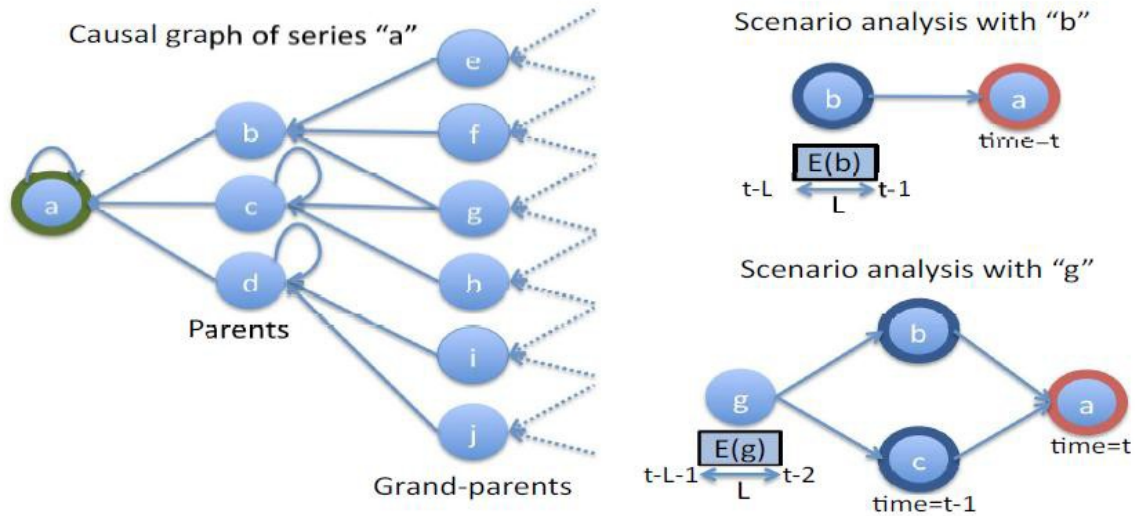 Causal graph of series “a”
a
b
c
d
Parents
e
f
g
h
i
j
Grand-parents
Scenario analysis with “b”
b
a
time=t
E(b)
t-L
t-1
L
Scenario analysis with “g”
b
g
a
E(g)
time=t
c
t-L-1
t-2
L
time=t-1